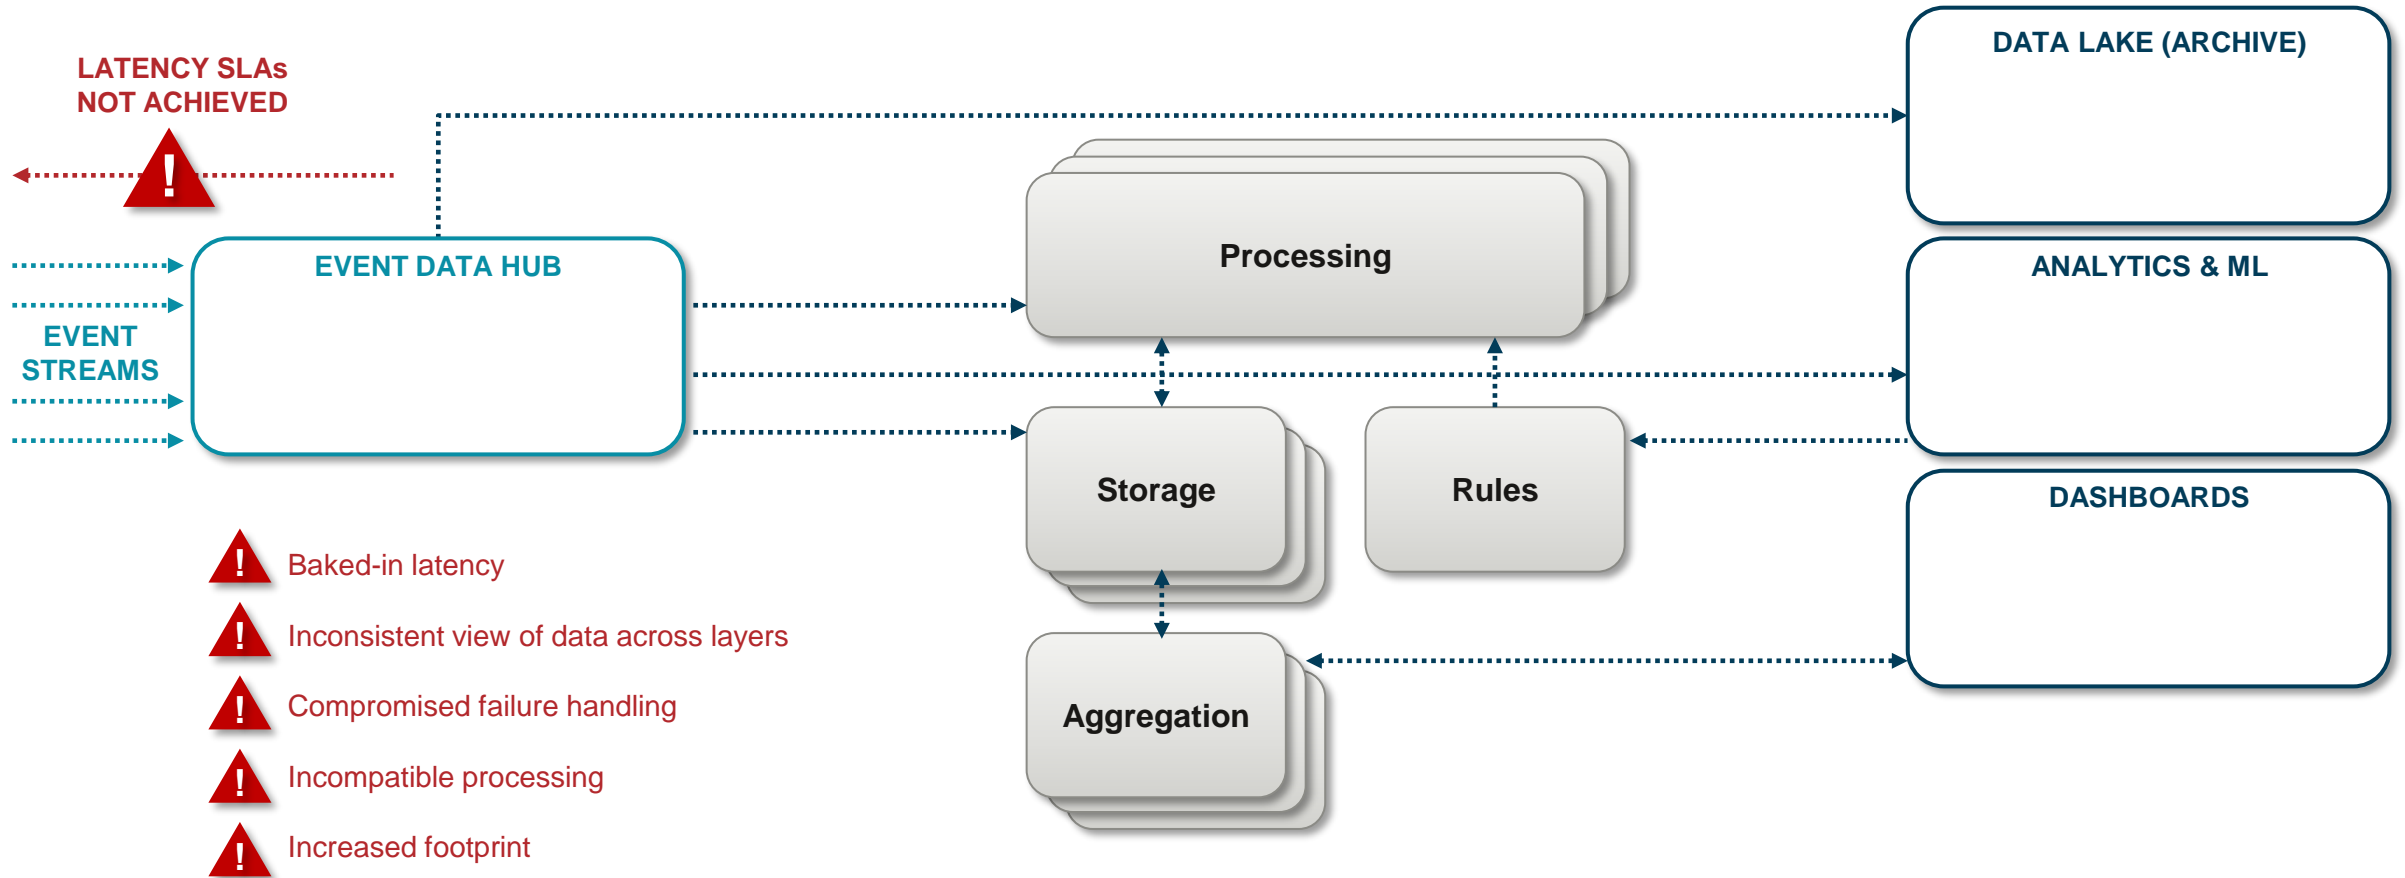 LATENCY SLAs
NOT ACHIEVED
!
EVENT
STREAMS
EVENT DATA HUB
Processing
Storage
Rules
Aggregation
DATA LAKE (ARCHIVE)
ANALYTICS & ML
DASHBOARDS
! Baked-in latency
! Inconsistent view of data across layers
! Compromised failure handling
! Incompatible processing
! Increased footprint